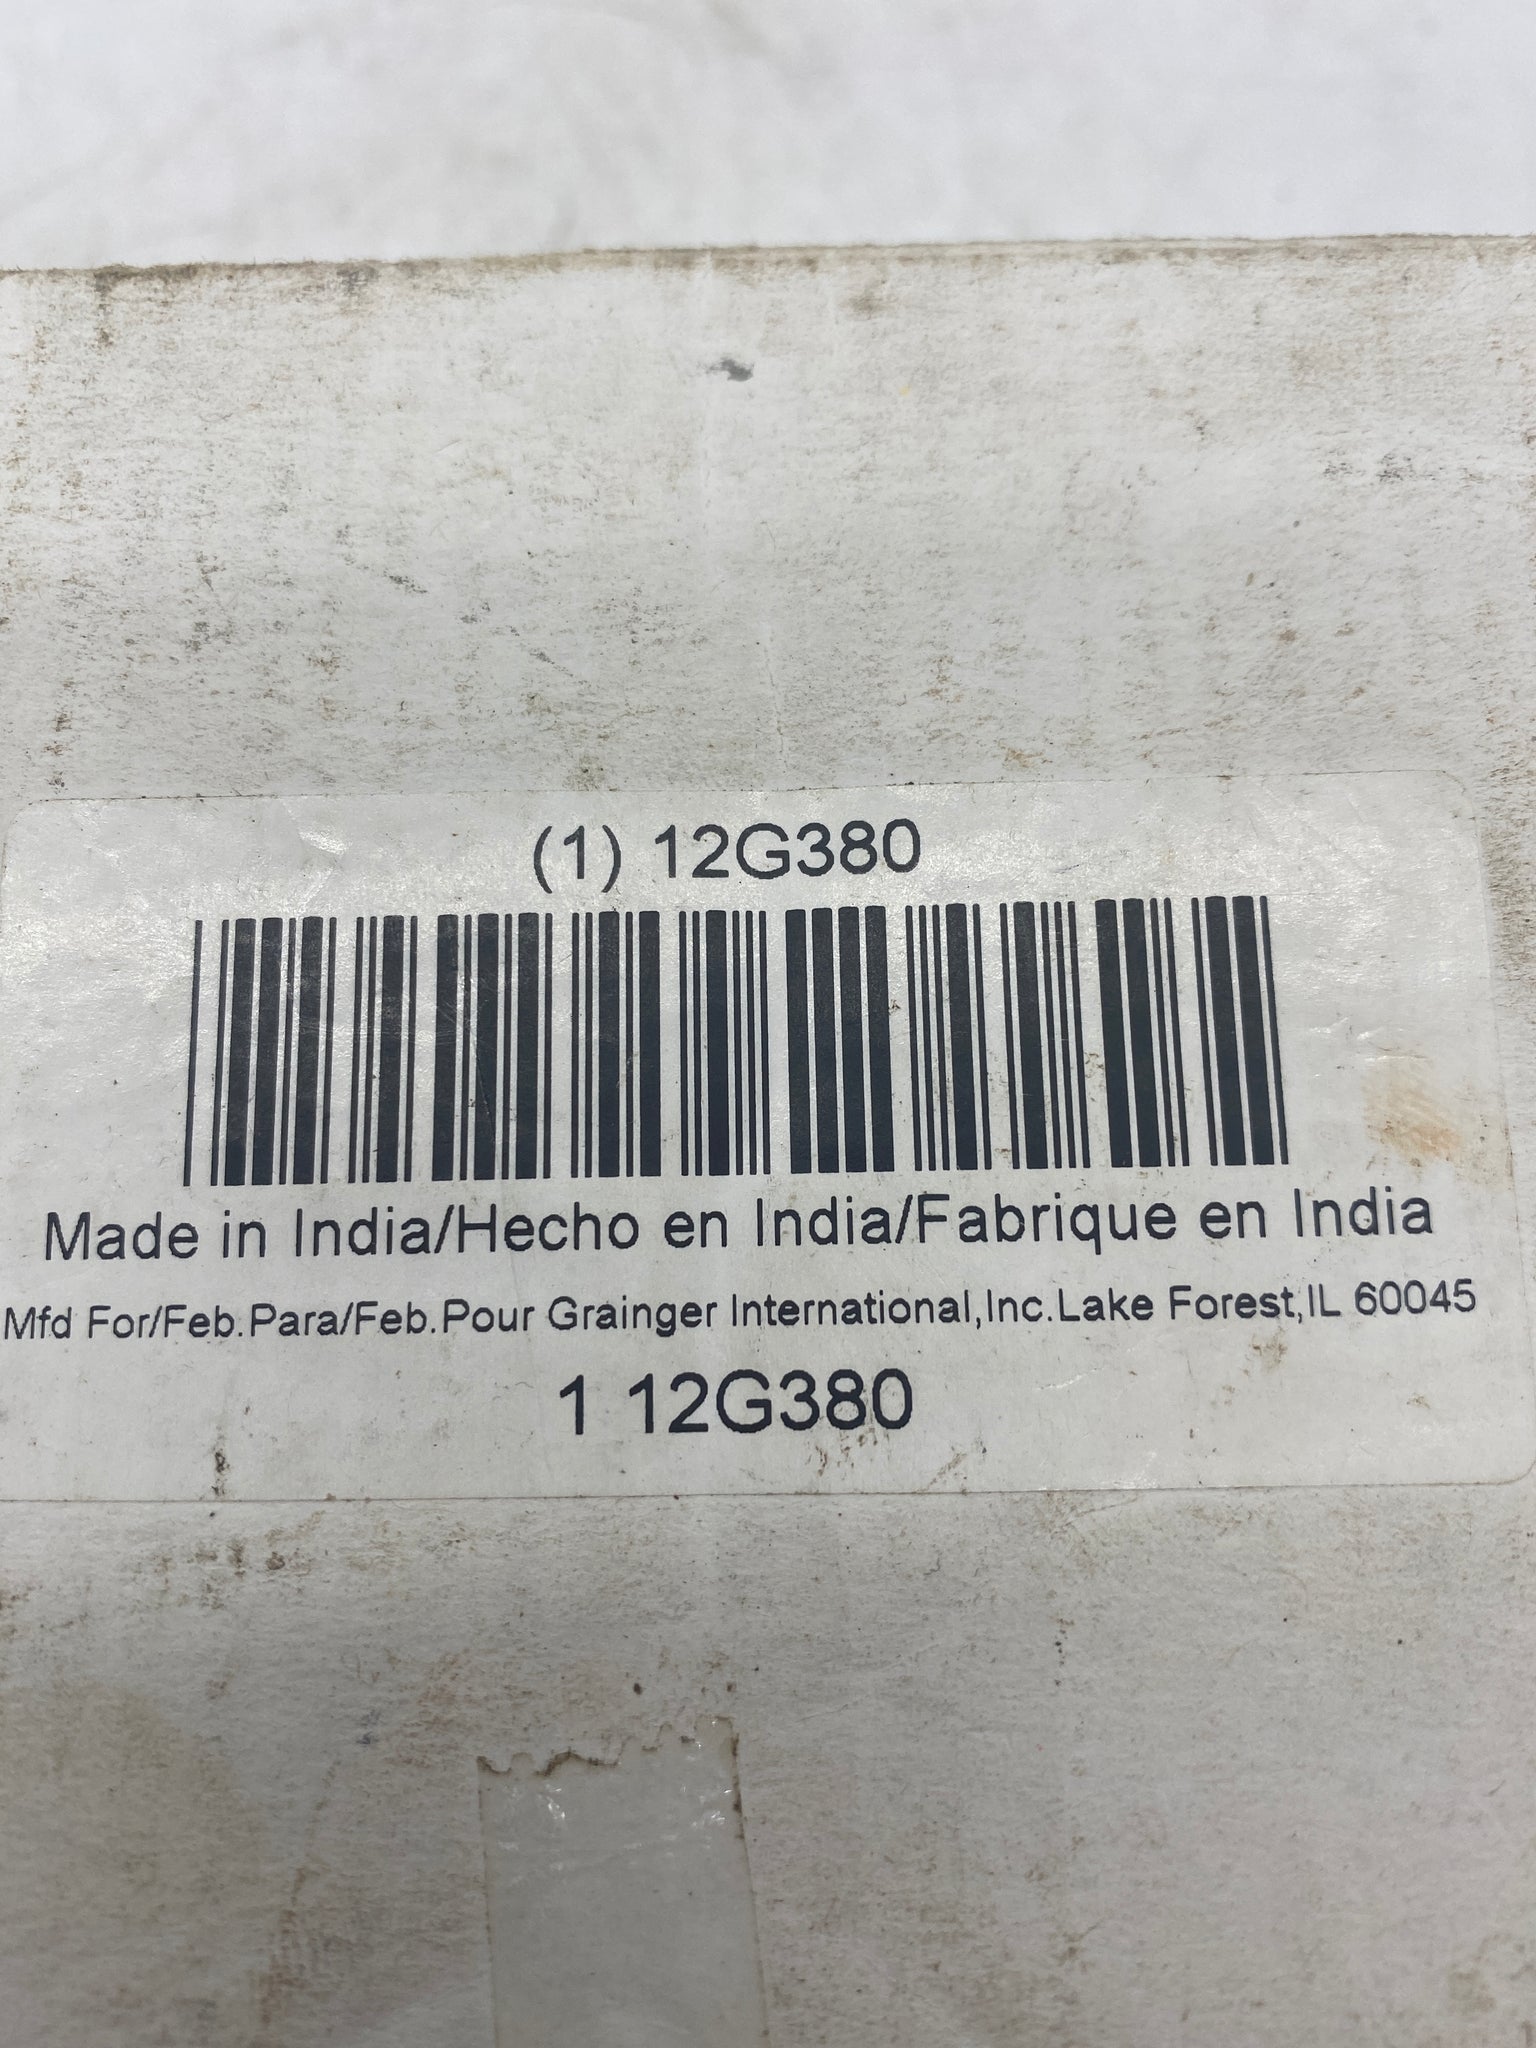 (1) 12G380
Made in India/Hecho en India/Fabrique en India
Mfd For/Feb.Para/Feb.Pour Grainger International,Inc.Lake Forest,IL 60045
1 12G380